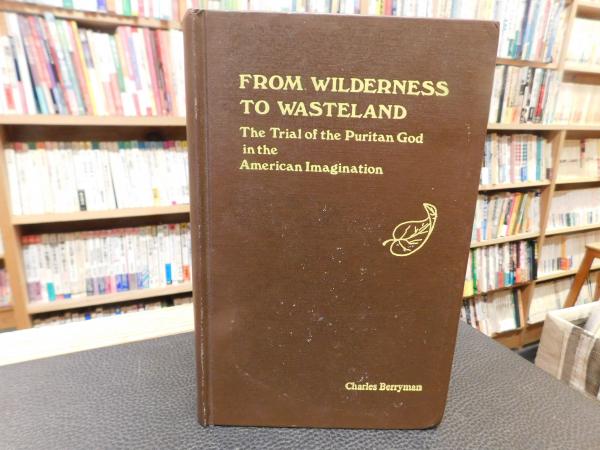 FROM WILDERNESS
TO WASTELAND
The Trial of the Puritan God
in the
American Imagination
Charles Berryman